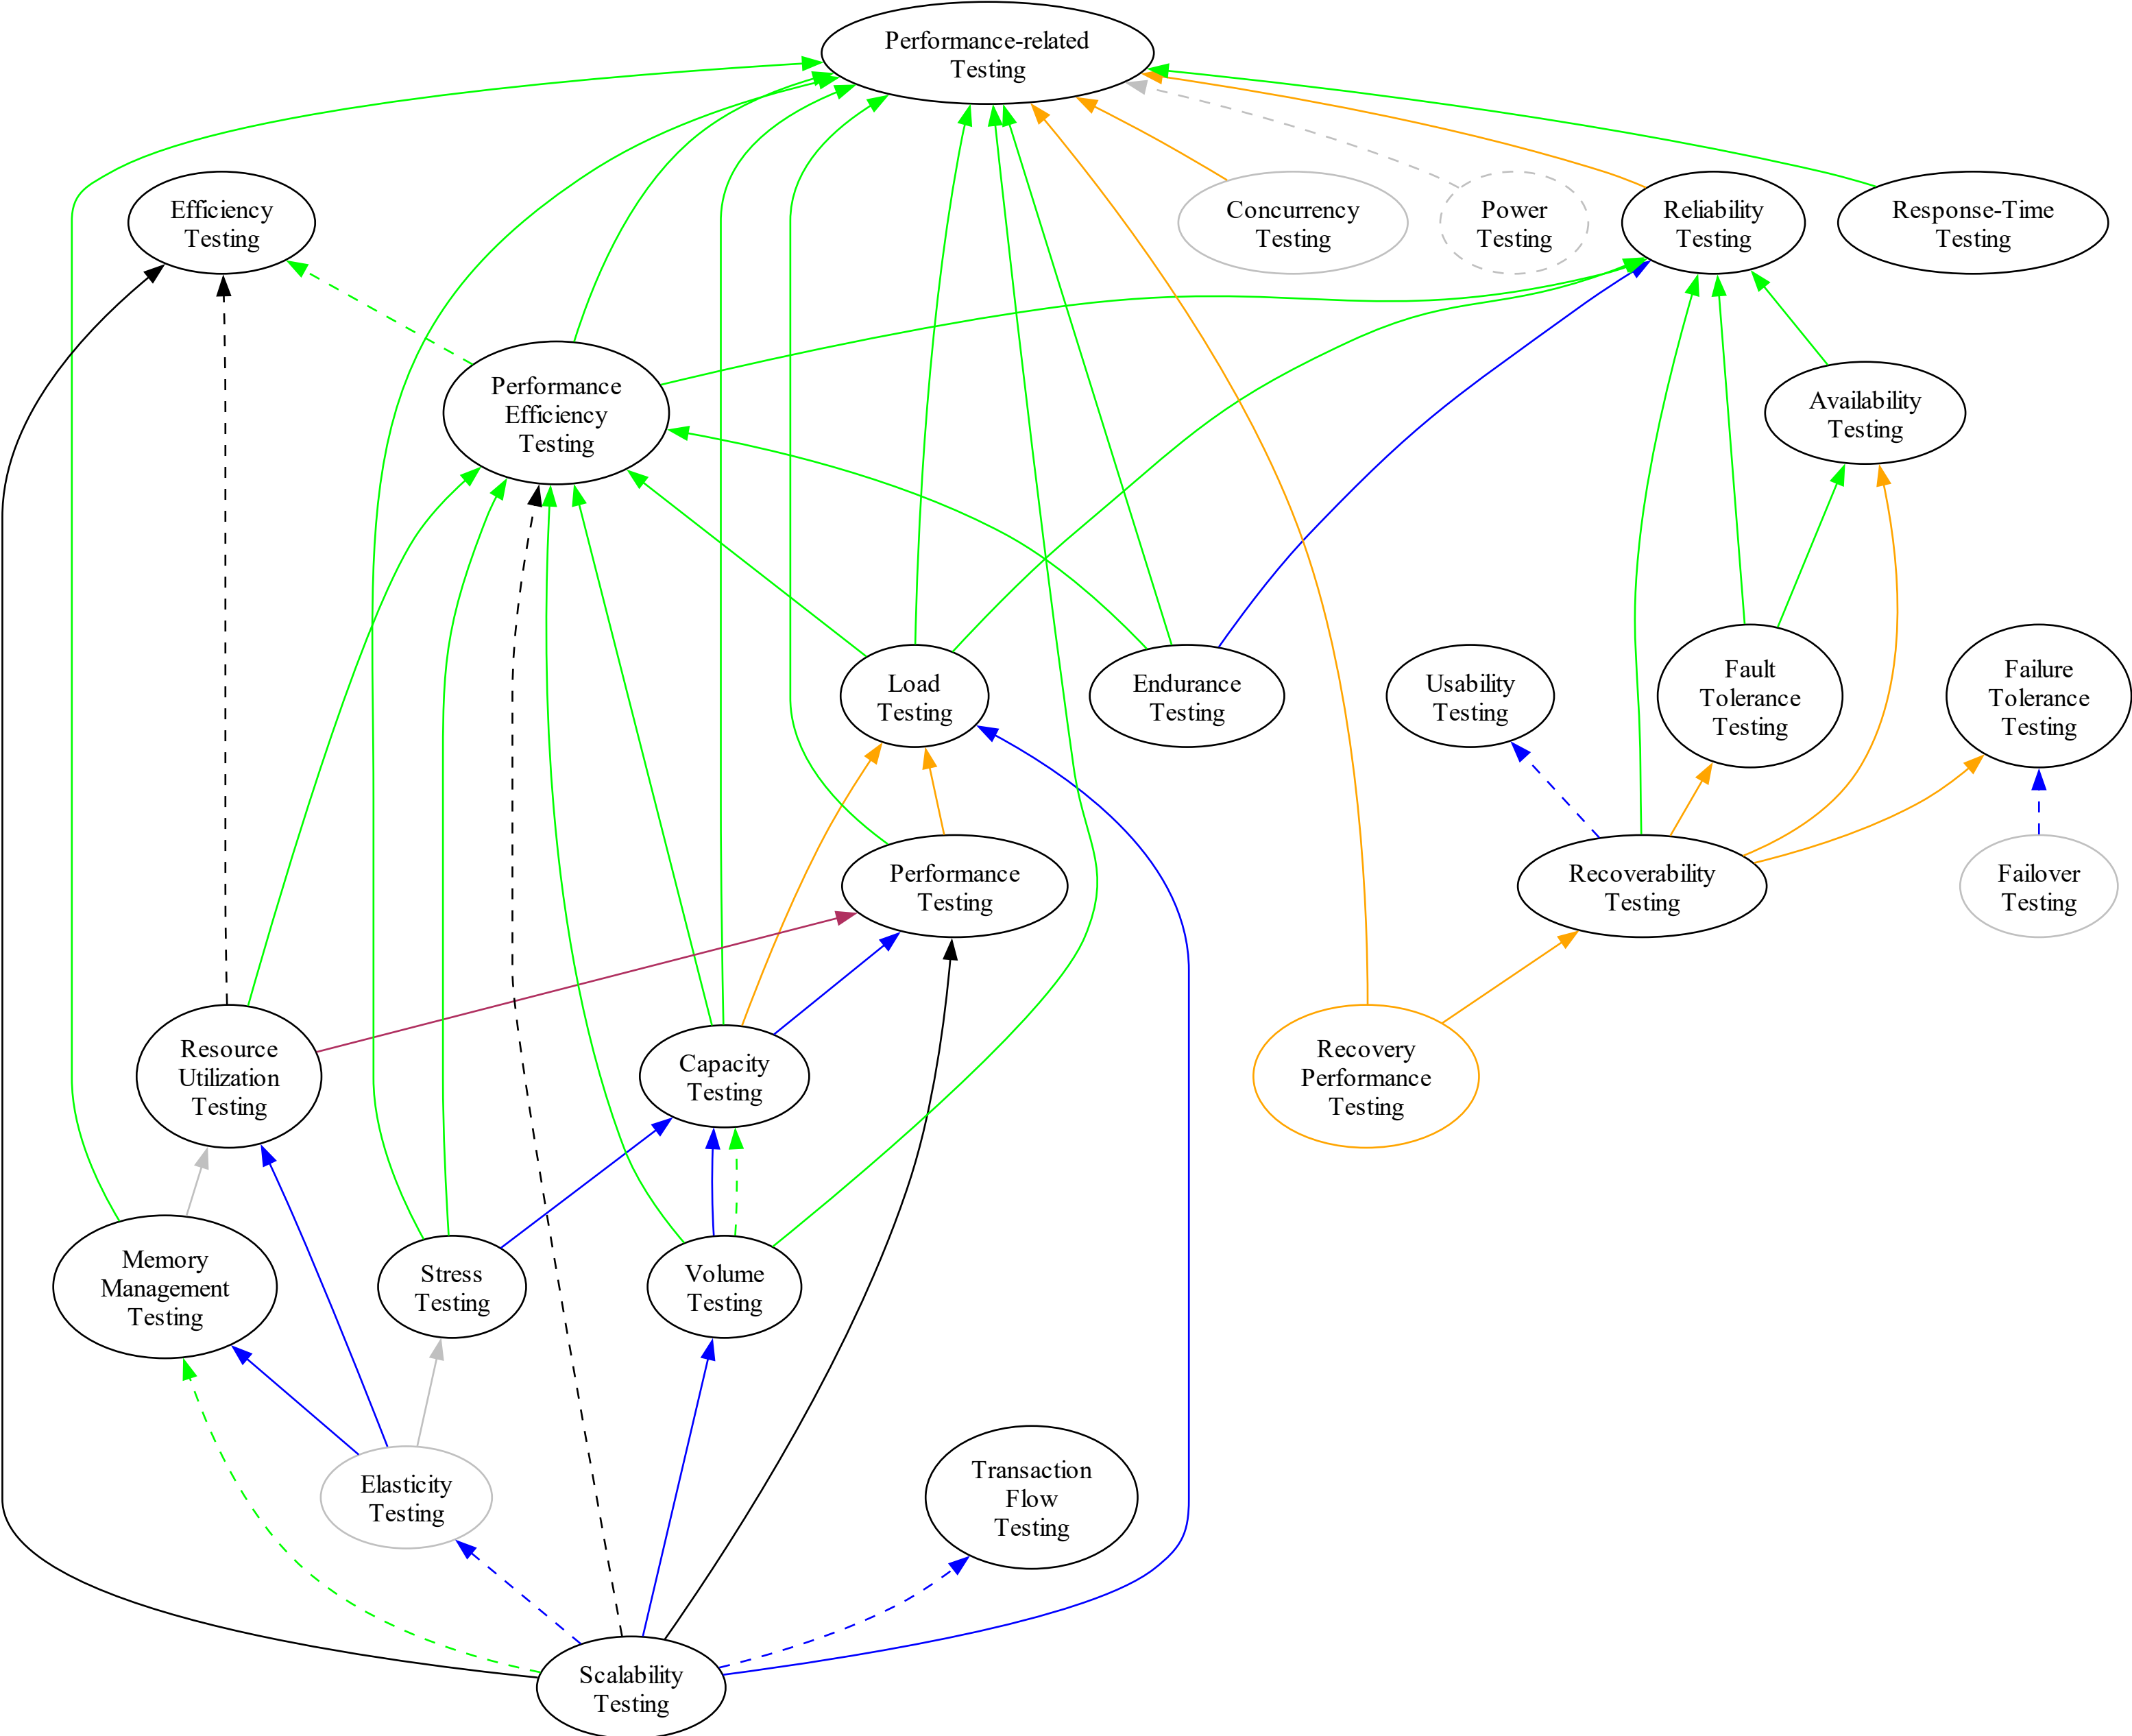 Performance-related
Testing
Efficiency
Testing
Concurrency
Testing
Power
Testing
Reliability
Testing
Response-Time
Testing
Performance
Efficiency
Testing
Availability
Testing
Load
Testing
Endurance
Testing
Usability
Testing
Fault
Tolerance
Testing
Failure
Tolerance
Testing
Performance
Testing
Recoverability
Testing
Failover
Testing
Resource
Utilization
Testing
Capacity
Testing
Recovery
Performance
Testing
Memory
Management
Testing
Stress
Testing
Volume
Testing
Elasticity
Testing
Transaction
Flow
Testing
Scalability
Testing